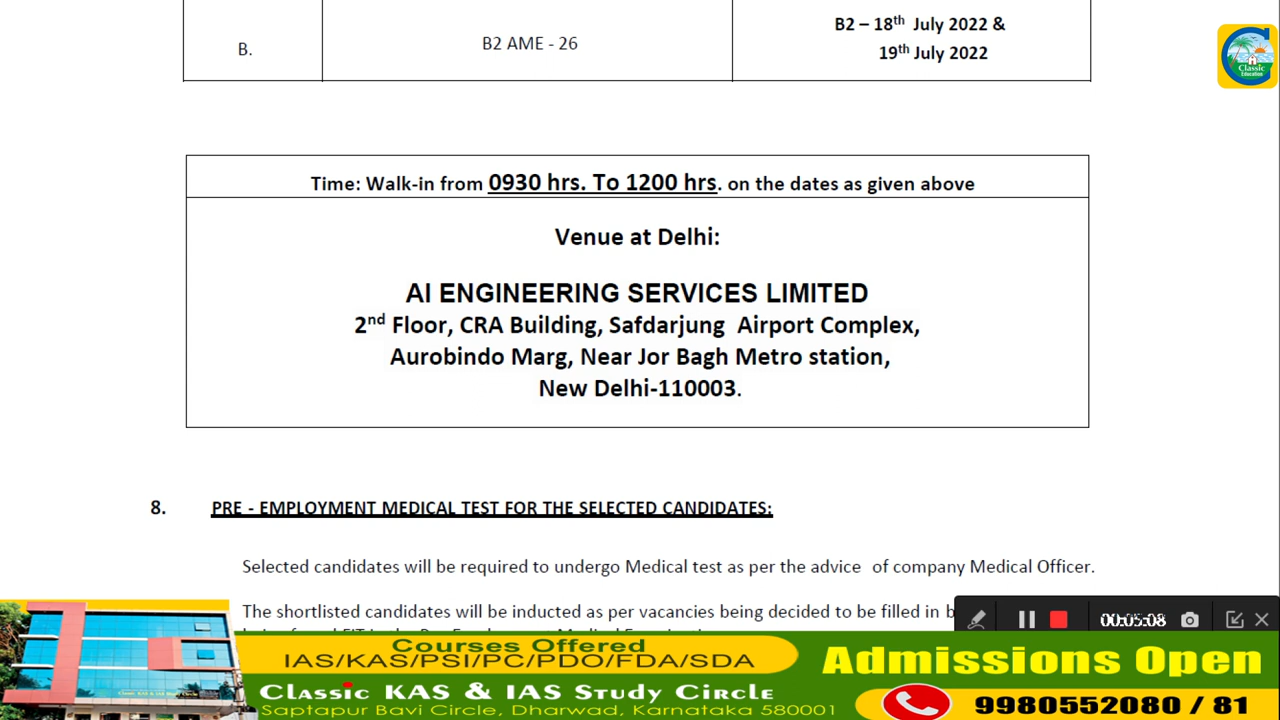 B.
B2 AME - 26
B2 – 18th July 2022 &
19th July 2022
Classic
Education
Time: Walk-in from 0930 hrs. To 1200 hrs. on the dates as given above
Venue at Delhi:
AI ENGINEERING SERVICES LIMITED
2nd Floor, CRA Building, Safdarjung Airport Complex,
Aurobindo Marg, Near Jor Bagh Metro station,
New Delhi-110003.
8. PRE - EMPLOYMENT MEDICAL TEST FOR THE SELECTED CANDIDATES:
Selected candidates will be required to undergo Medical test as per the advice of company Medical Officer.
The shortlisted candidates will be inducted as per vacancies being decided to be filled in
00:05:08
Courses Offered
IAS/KAS/PSI/PC/PDO/FDA/SDA
Classic KAS & IAS Study Circle
Saptapur Bavi Circle, Dharwad, Karnataka 580001
Admissions Open
9980552080 / 81